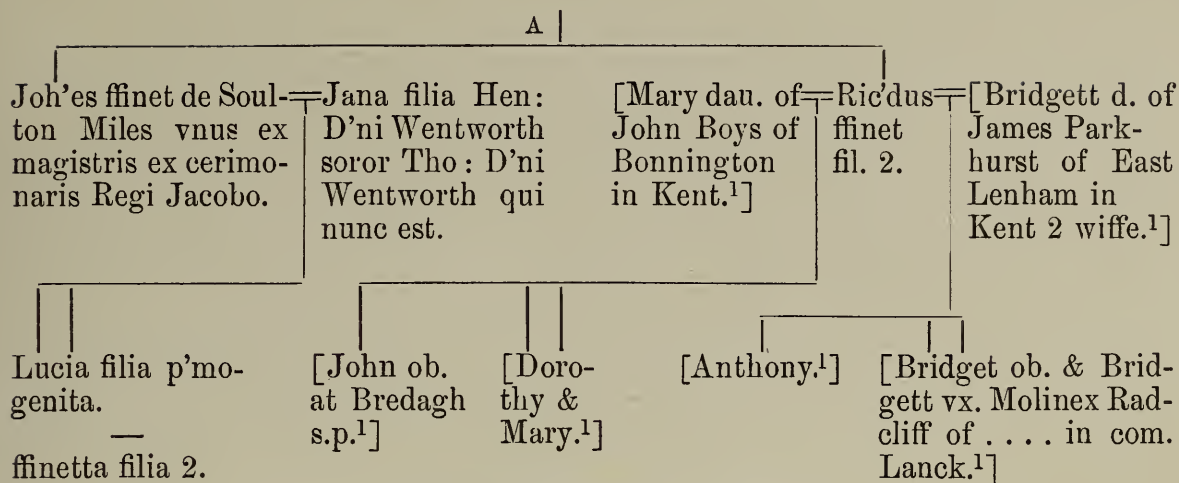 A
Joh'es ffinet de Soul-
ton Miles vnus ex
magistris ex cerimo-
naris Regi Jacobo.
Jana filia Hen:
D'ni Wentworth
soror Tho: D'ni
Wentworth qui
nunc est.
[Mary dau. of
John Boys of
Bonnington
in Kent.¹]
Ric'dus
ffinet
fil. 2.
[Bridgett d. of
James Park-
hurst of East
Lenham in
Kent 2 wiffe.¹]
Lucia filia p'mo-
genita.
—
ffinetta filia 2.
[John ob.
at Bredagh
s.p.¹]
[Doro-
thy &
Mary.¹]
[Anthony.¹]
[Bridget ob. & Brid-
gett vx. Molinex Rad-
cliff of .... in com.
Lanck.¹]